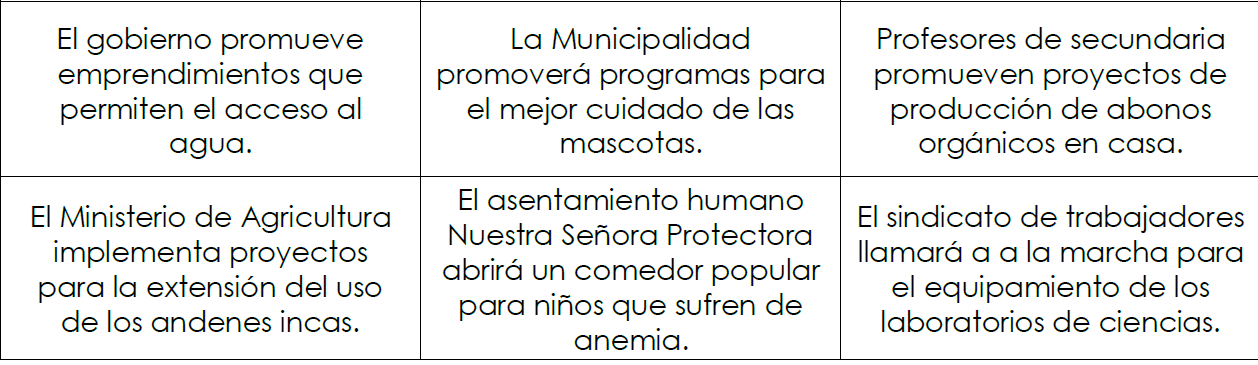 El gobierno promueve
emprendimientos que
permiten el acceso al
agua.
La Municipalidad
promoverá programas para
el mejor cuidado de las
mascotas.
Profesores de secundaria
promueven proyectos de
producción de abonos
orgánicos en casa.
El Ministerio de Agricultura
implementa proyectos
para la extensión del uso
de los andenes incas.
El asentamiento humano
Nuestra Señora Protectora
abrirá un comedor popular
para niños que sufren de
anemia.
El sindicato de trabajadores
llamará a a la marcha para
el equipamiento de los
laboratorios de ciencias.